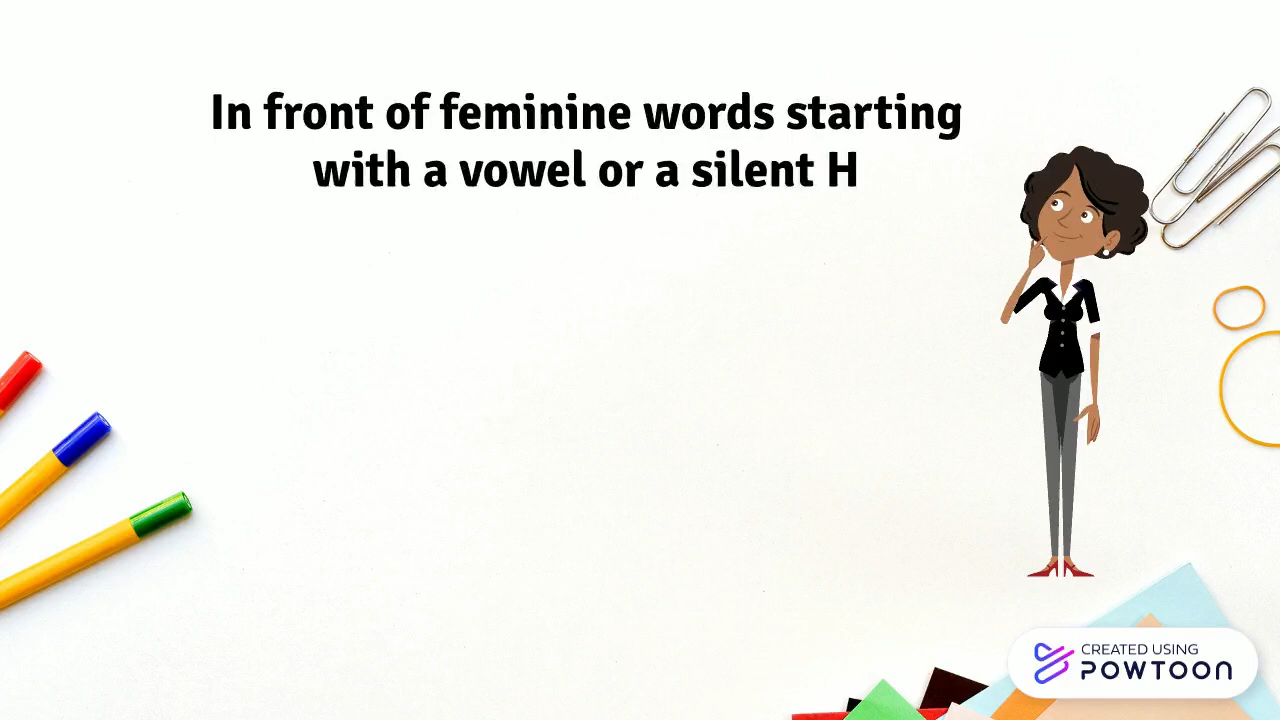 In front of feminine words starting
with a vowel or a silent H
CREATED USING
POWTOON